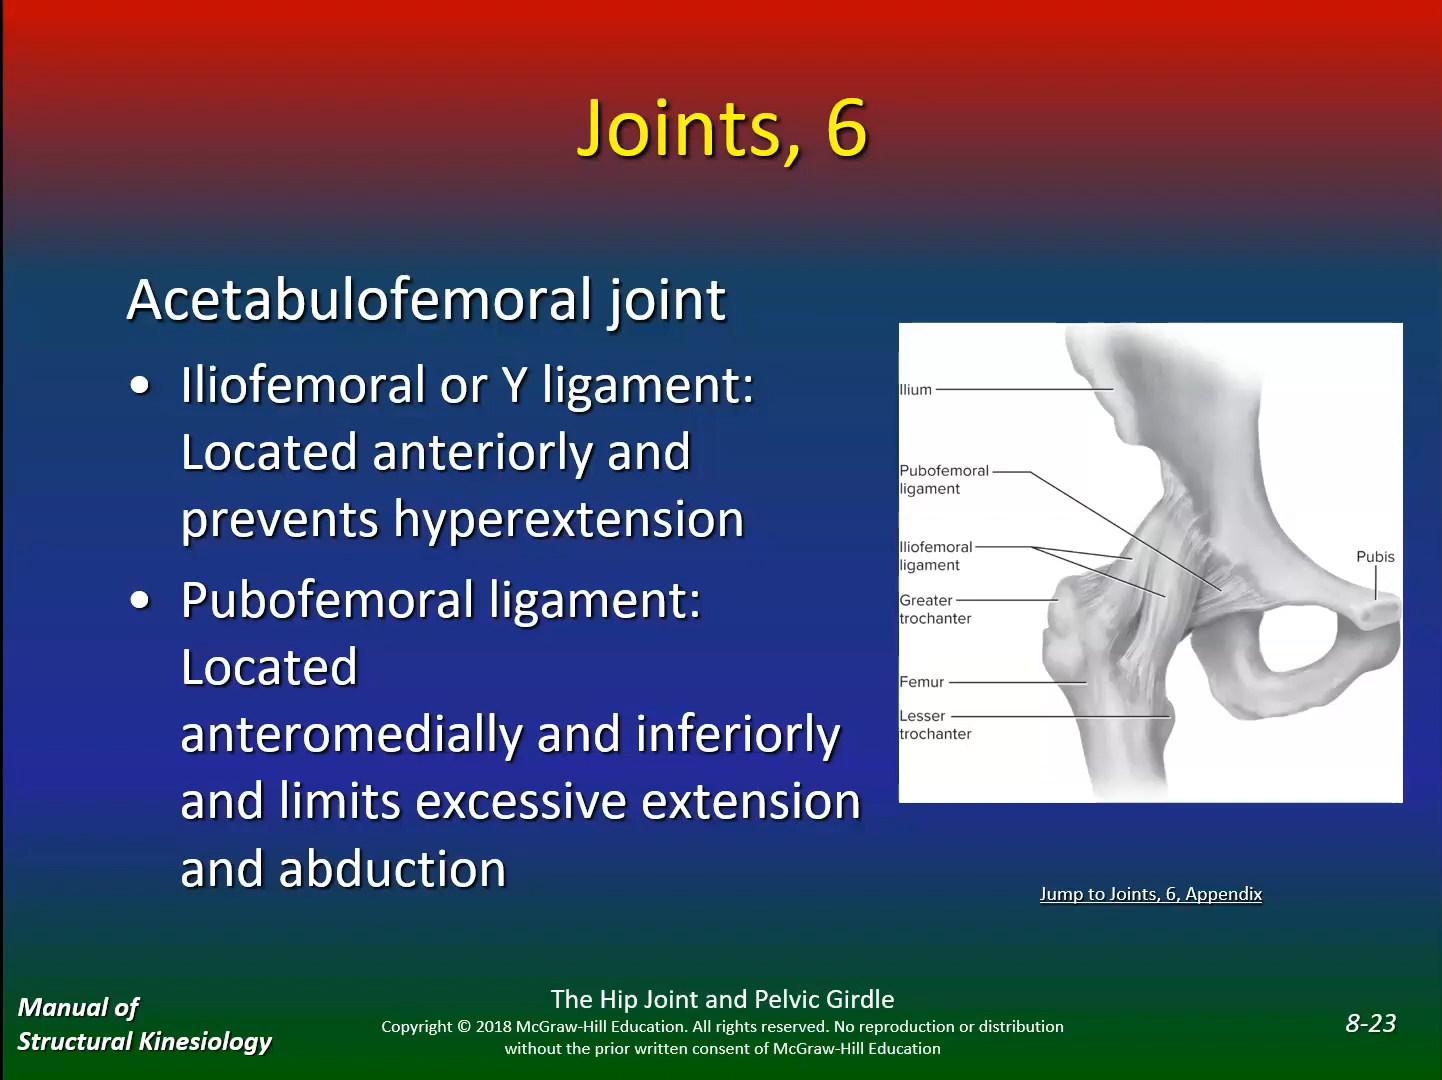 Joints, 6
Acetabulofemoral joint
• Iliofemoral or Y ligament:
Located anteriorly and
prevents hyperextension
• Pubofemoral ligament:
Located
anteromedially and inferiorly
and limits excessive extension
and abduction
Ilium
Pubofemoral
ligament
Iliofemoral
ligament
Greater
trochanter
Femur
Lesser
trochanter
Pubis
Jump to Joints, 6, Appendix
Manual of
Structural Kinesiology
The Hip Joint and Pelvic Girdle
Copyright © 2018 McGraw-Hill Education. All rights reserved. No reproduction or distribution
without the prior written consent of McGraw-Hill Education
8-23